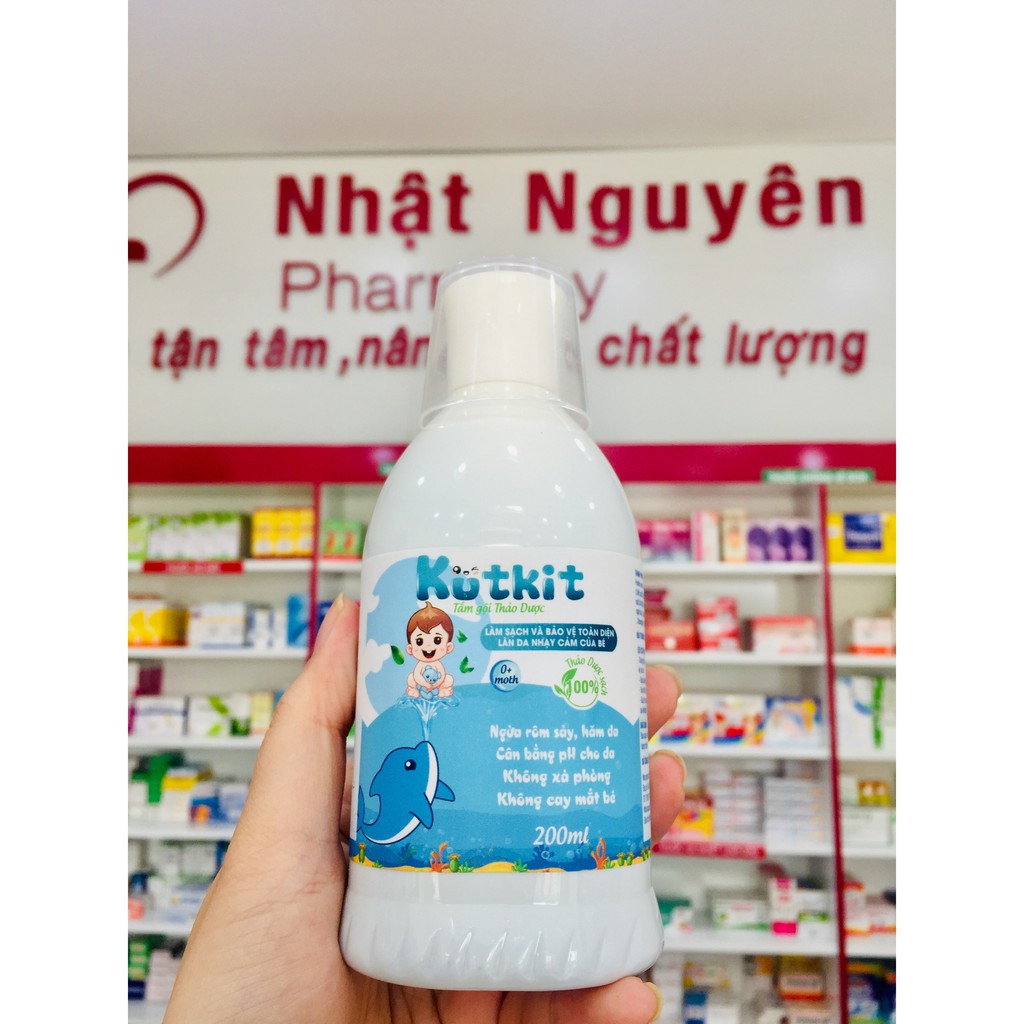 Nhật Nguyên
Phar y
tận tâm,nân chất lượng
Kutkit
Tắm gội Thảo Dược
LÀM SẠCH VÀ BẢO VỆ TOÀN DIỆN
LÀN DA NHẠY CẢM CỦA BÉ
0+
moth
Thảo Dược sạch
100%
Ngừa rôm sảy, hăm da
Cân bằng pH cho da
Không xà phòng
Không cay mắt bé
200ml